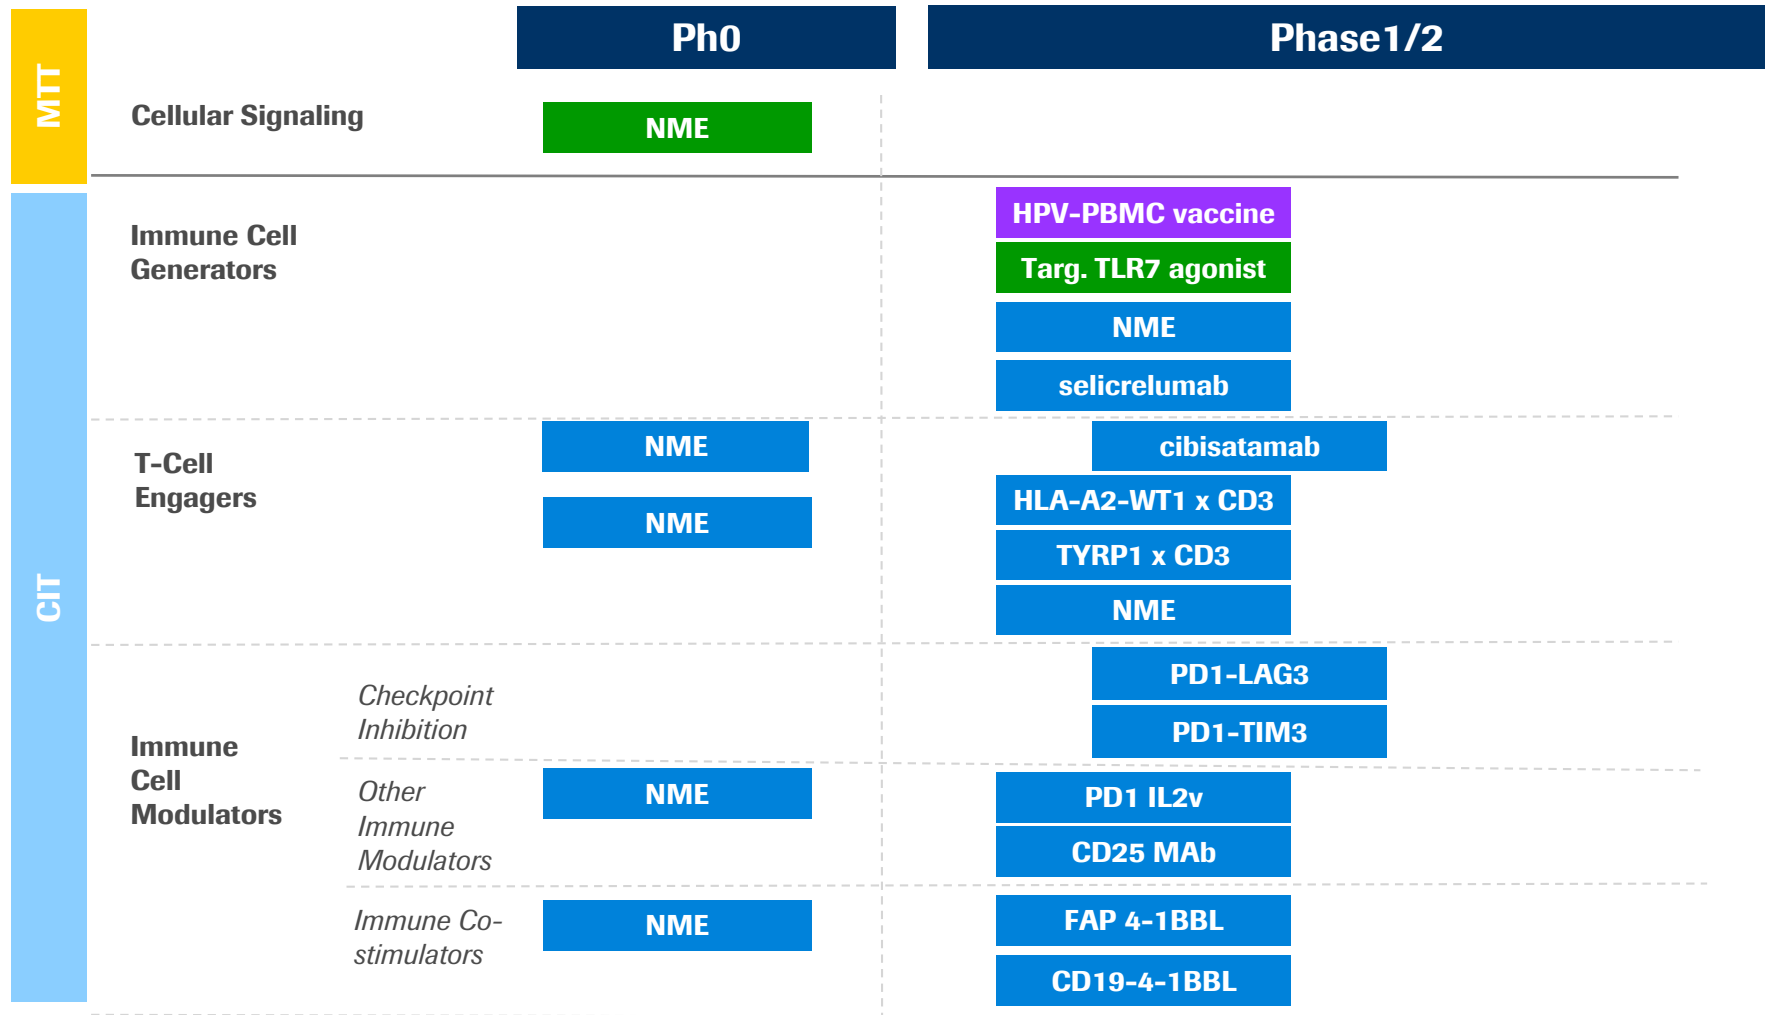 Ph0
Phase1/2
MTT
Cellular Signaling
NME
CIT
Immune Cell
Generators
HPV-PBMC vaccine
Targ. TLR7 agonist
NME
selicrelumab
T-Cell
Engagers
NME
NME
cibisatamab
HLA-A2-WT1 x CD3
TYRP1 x CD3
NME
Immune
Cell
Modulators
Checkpoint
Inhibition
PD1-LAG3
PD1-TIM3
Other
Immune
Modulators
NME
PD1 IL2v
CD25 MAb
Immune Co-
stimulators
NME
FAP 4-1BBL
CD19-4-1BBL